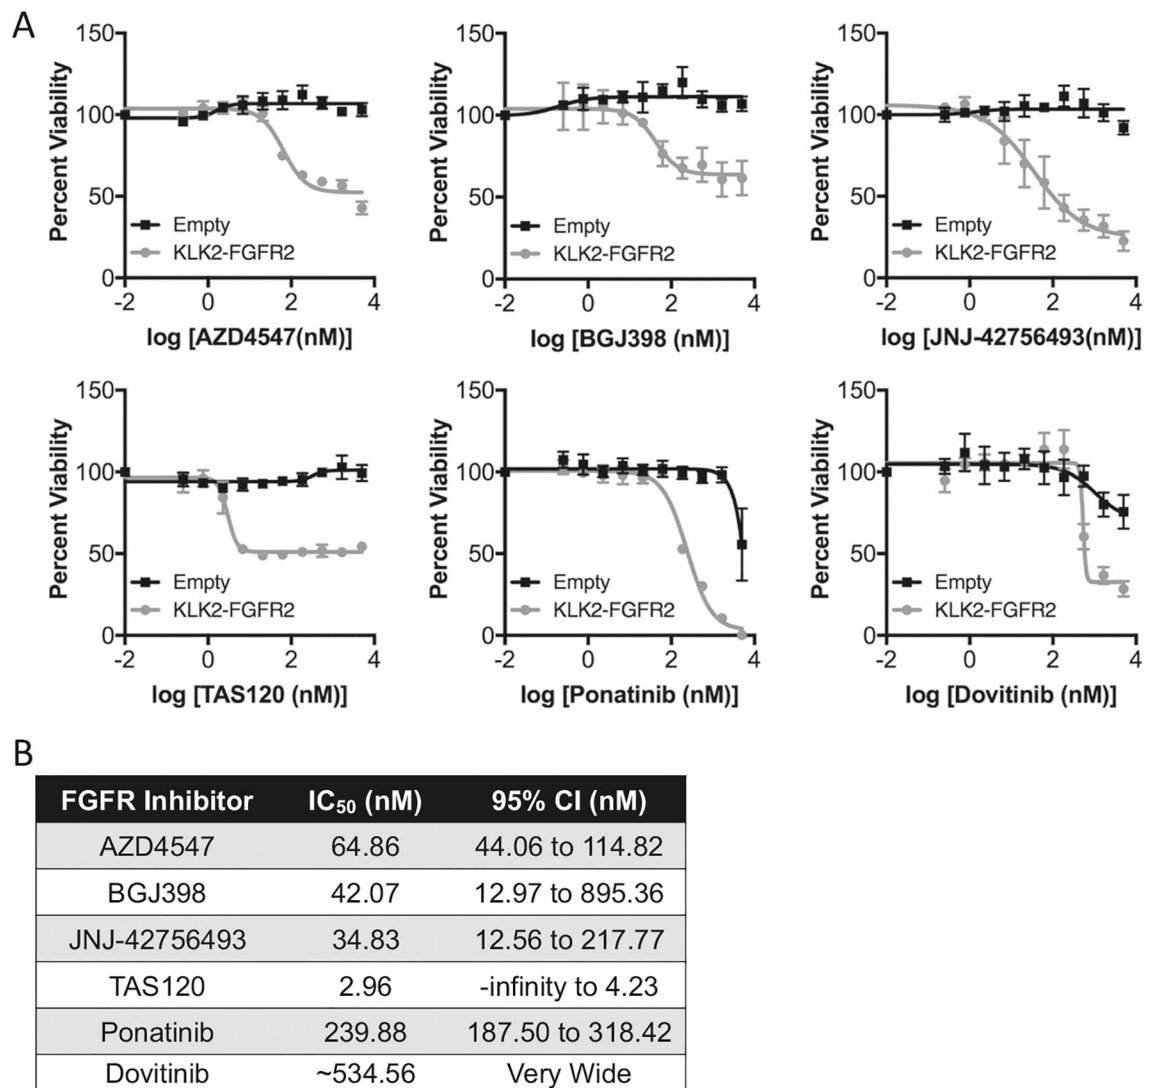 A
150
100
50
0
Percent Viability
Empty
KLK2-FGFR2
-2 0 2 4
log [AZD4547(nM)]
150
100
50
0
Percent Viability
Empty
KLK2-FGFR2
-2 0 2 4
log [BGJ398 (nM)]
150
100
50
0
Percent Viability
Empty
KLK2-FGFR2
-2 0 2 4
log [JNJ-42756493(nM)]
150
100
50
0
Percent Viability
Empty
KLK2-FGFR2
-2 0 2 4
log [TAS120 (nM)]
150
100
50
0
Percent Viability
Empty
KLK2-FGFR2
-2 0 2 4
log [Ponatinib (nM)]
150
100
50
0
Percent Viability
Empty
KLK2-FGFR2
-2 0 2 4
log [Dovitinib (nM)]
B
FGFR Inhibitor IC₅₀ (nM) 95% CI (nM)
AZD4547 64.86 44.06 to 114.82
BGJ398 42.07 12.97 to 895.36
JNJ-42756493 34.83 12.56 to 217.77
TAS120 2.96 -infinity to 4.23
Ponatinib 239.88 187.50 to 318.42
Dovitinib ~534.56 Very Wide